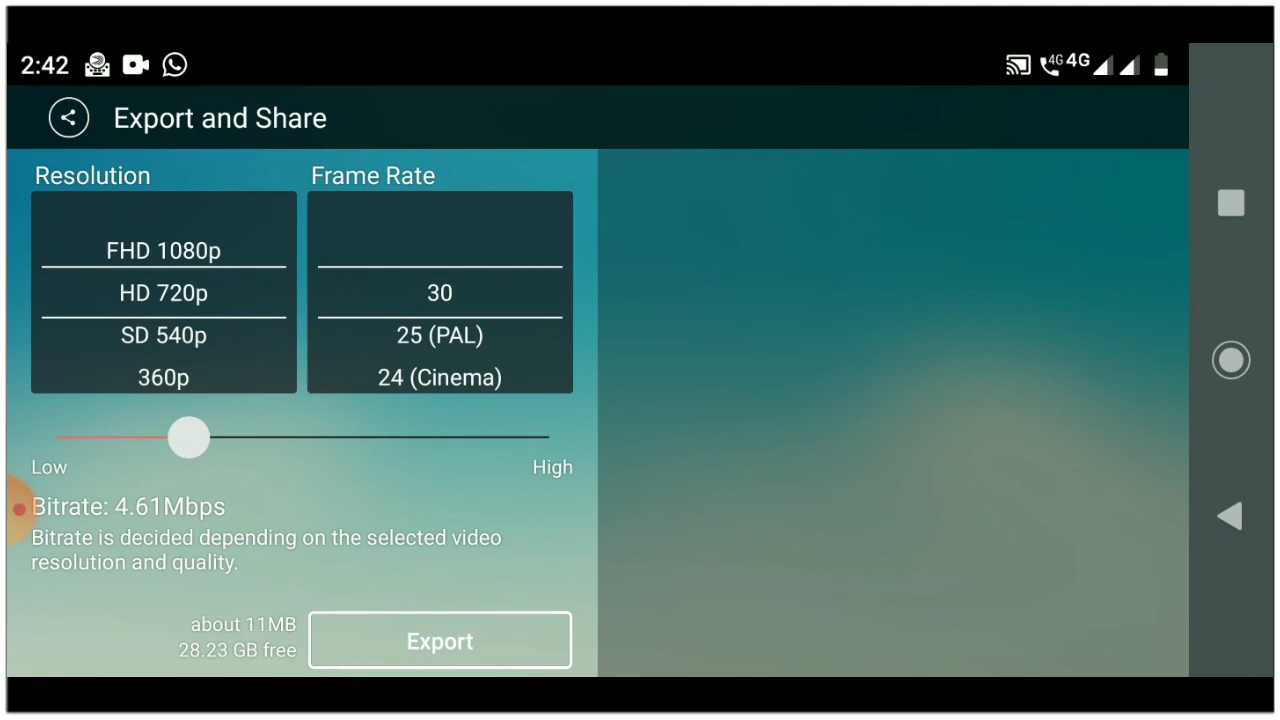 2:42
4G 4G
Export and Share
Resolution
Frame Rate
FHD 1080p
HD 720p
30
SD 540p
25 (PAL)
360p
24 (Cinema)
Low
High
Bitrate: 4.61Mbps
Bitrate is decided depending on the selected video
resolution and quality.
about 11MB
28.23 GB free
Export